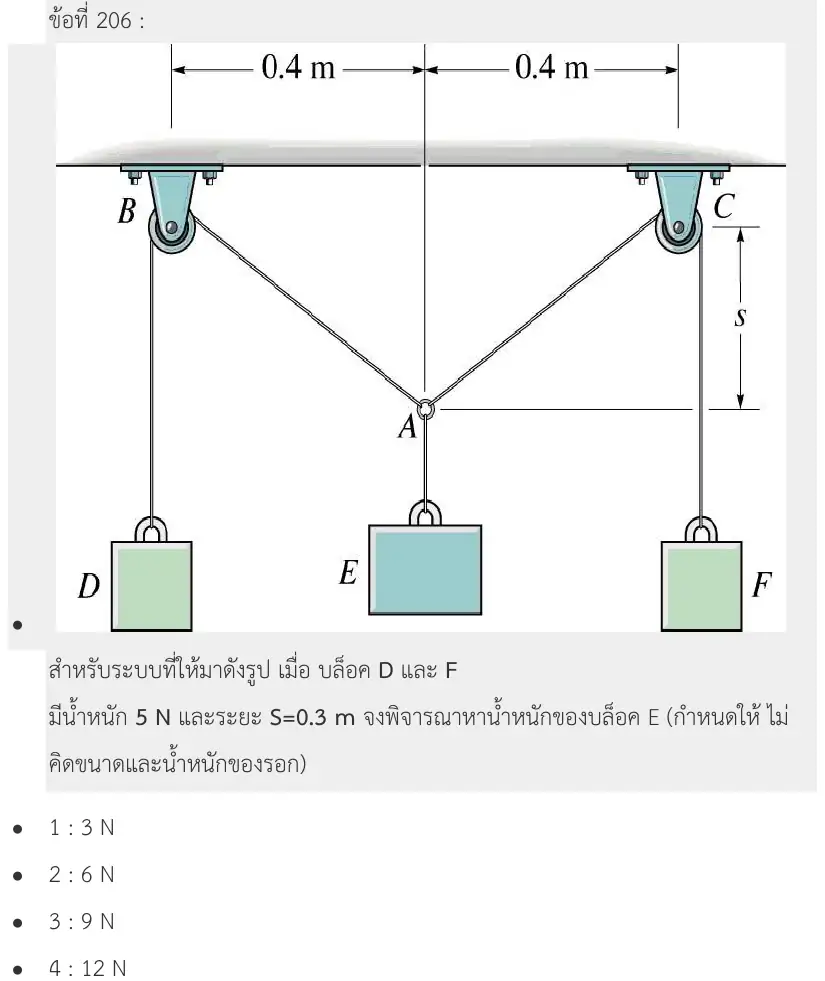 ข้อที่ 206 :
0.4 m 0.4 m
B C
s
A
D E F
สำหรับระบบที่ให้มาดังรูป เมื่อ บล็อค D และ F
มีน้ำหนัก 5 N และระยะ S=0.3 m จงพิจารณาหาน้ำหนักของบล็อค E (กำหนดให้ ไม่
คิดขนาดและน้ำหนักของรอก)
1 : 3 N
2 : 6 N
3 : 9 N
4 : 12 N